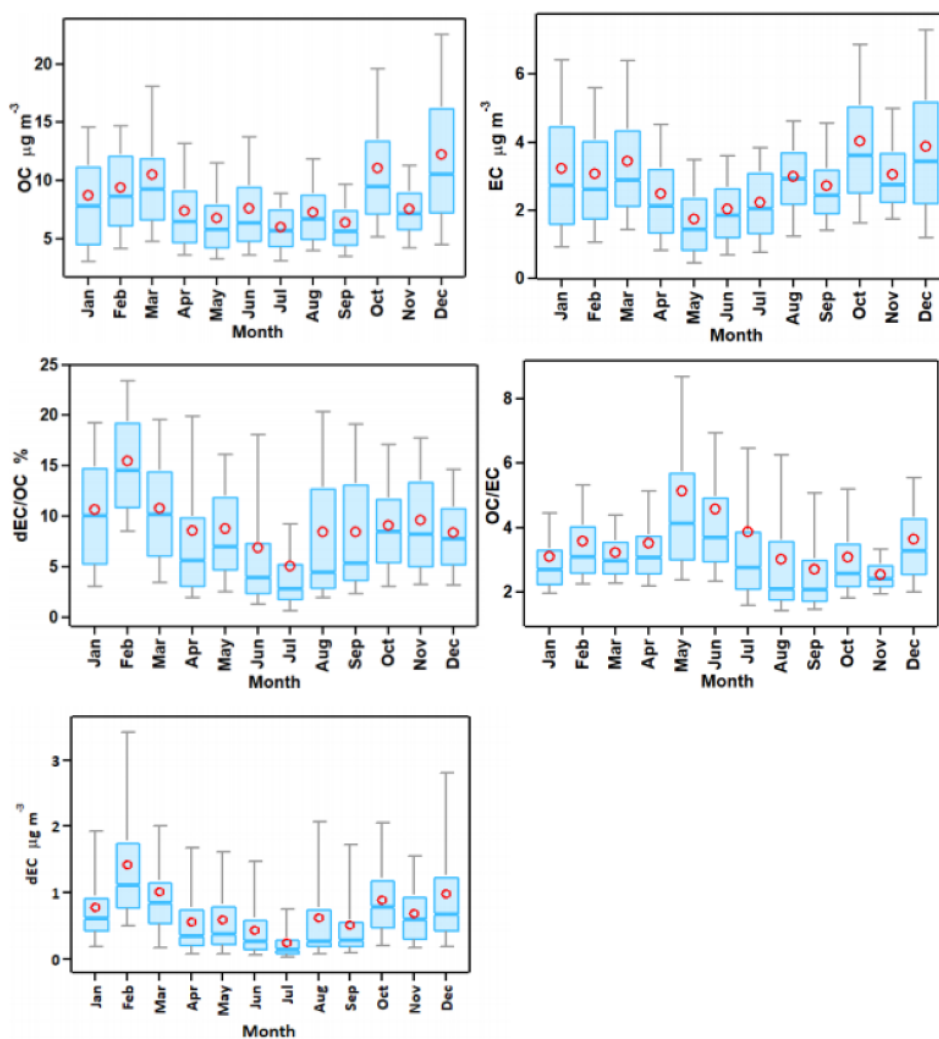 OC µg m⁻³
20
15
10
5
Jan Feb Mar Apr May Jun Jul Aug Sep Oct Nov Dec
Month
EC µg m⁻³
6
4
2
0
Jan Feb Mar Apr May Jun Jul Aug Sep Oct Nov Dec
Month
dEC/OC %
25
20
15
10
5
0
Jan Feb Mar Apr May Jun Jul Aug Sep Oct Nov Dec
Month
OC/EC
8
6
4
2
Jan Feb Mar Apr May Jun Jul Aug Sep Oct Nov Dec
Month
dEC µg m⁻³
3
2
1
0
Jan Feb Mar Apr May Jun Jul Aug Sep Oct Nov Dec
Month